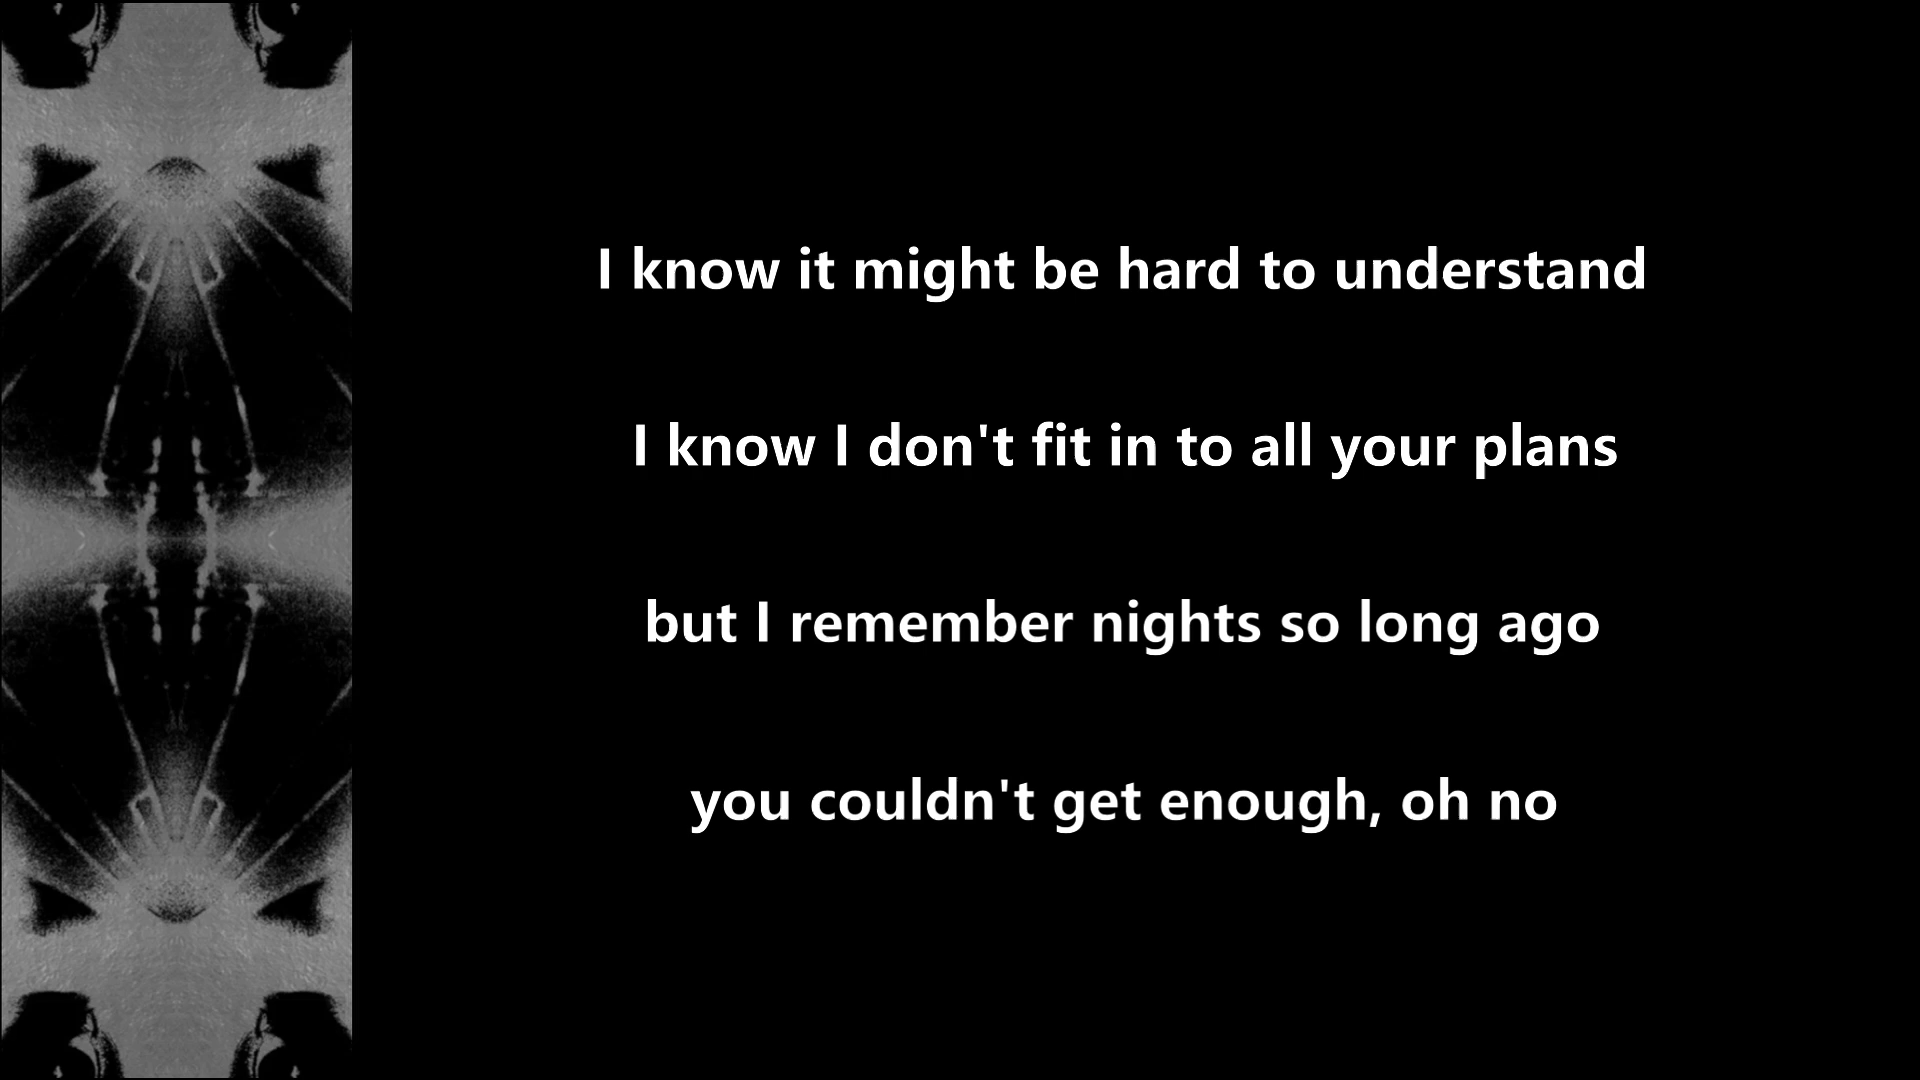 I know it might be hard to understand
I know I don't fit in to all your plans
but I remember nights so long ago
you couldn't get enough, oh no